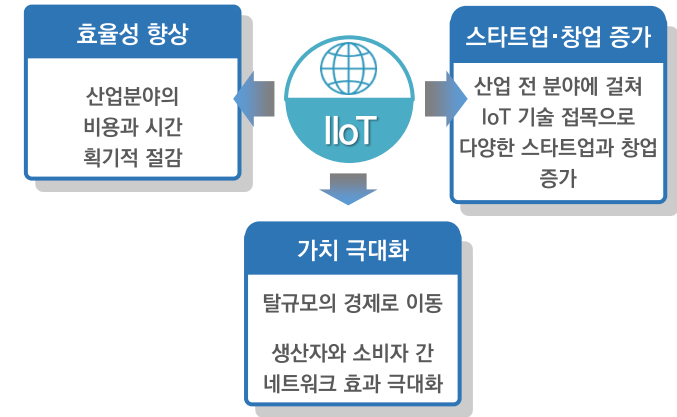 효율성 향상
산업분야의
비용과 시간
획기적 절감
IIoT
스타트업·창업 증가
산업 전 분야에 걸쳐
IoT 기술 접목으로
다양한 스타트업과 창업
증가
가치 극대화
탈규모의 경제로 이동
생산자와 소비자 간
네트워크 효과 극대화